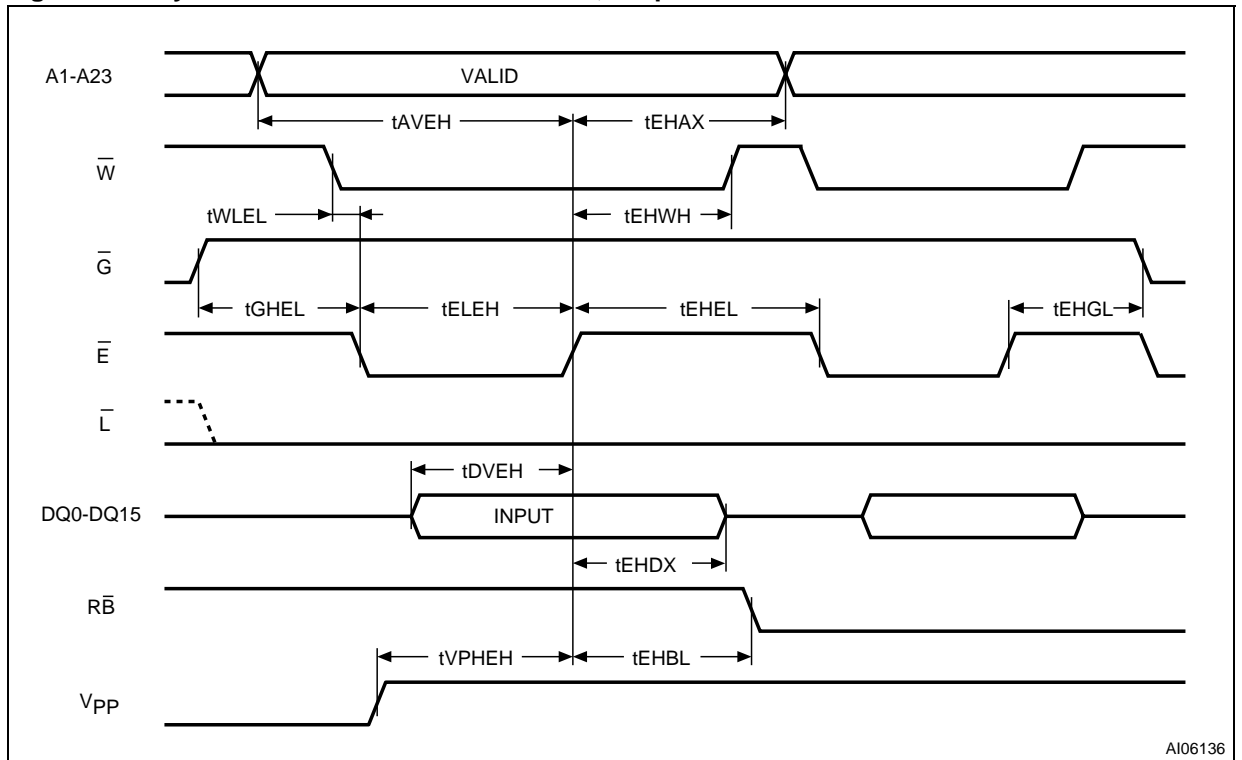 A1-A23
VALID
tAVEH
tEHAX
W̅
tWLEL
tEHWH
G̅
tGHEL
tELEH
tEHEL
tEHGL
E̅
L̅
tDVEH
DQ0-DQ15
INPUT
tEHDX
RB̅
tVPHEH
tEHBL
VPP
AI06136